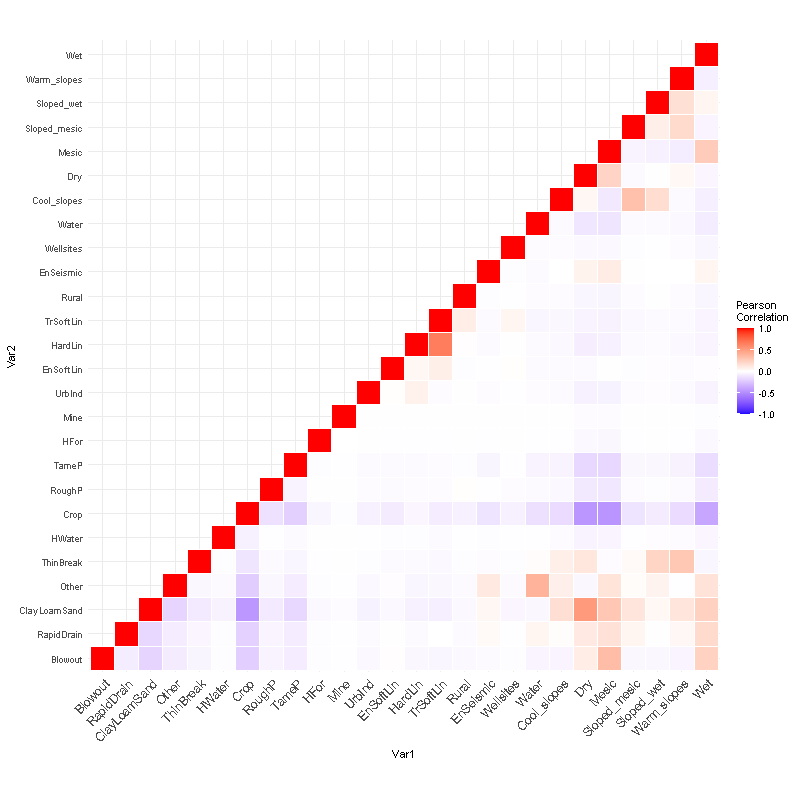 Wet
Warm_slopes
Sloped_wet
Sloped_mesic
Mesic
Dry
Cool_slopes
Water
Wellsites
EnSeismic
Rural
TrSoftLin
HardLin
EnSoftLin
UrbInd
Mine
HFor
TameP
RoughP
Crop
HWater
ThinBreak
Other
ClayLoamSand
RapidDrain
Blowout
Var2
Blowout
RapidDrain
ClayLoamSand
Other
ThinBreak
HWater
Crop
RoughP
TameP
HFor
Mine
UrbInd
EnSoftLin
HardLin
TrSoftLin
Rural
EnSeismic
Wellsites
Water
Cool_slopes
Dry
Mesic
Sloped_mesic
Sloped_wet
Warm_slopes
Wet
Var1
Pearson
Correlation
1.0
0.5
0.0
-0.5
-1.0